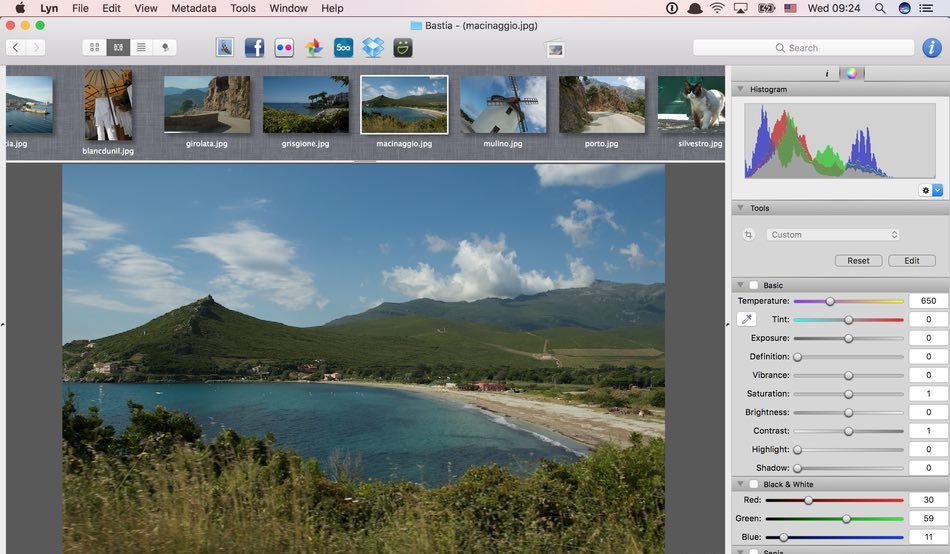 Lyn File Edit View Metadata Tools Window Help Wed 09:24
Bastia - (macinaggio.jpg)
500
Search
i
i
Histogram
ia.jpg blancdunil.jpg girolata.jpg grisgione.jpg macinaggio.jpg mulino.jpg porto.jpg silvestro.jpg
Tools
Custom
Reset Edit
Basic
Temperature: 650
Tint: 0
Exposure: 0
Definition: 0
Vibrance: 0
Saturation: 1
Brightness: 0
Contrast: 1
Highlight: 0
Shadow: 0
Black & White
Red: 30
Green: 59
Blue: 11
Sepia